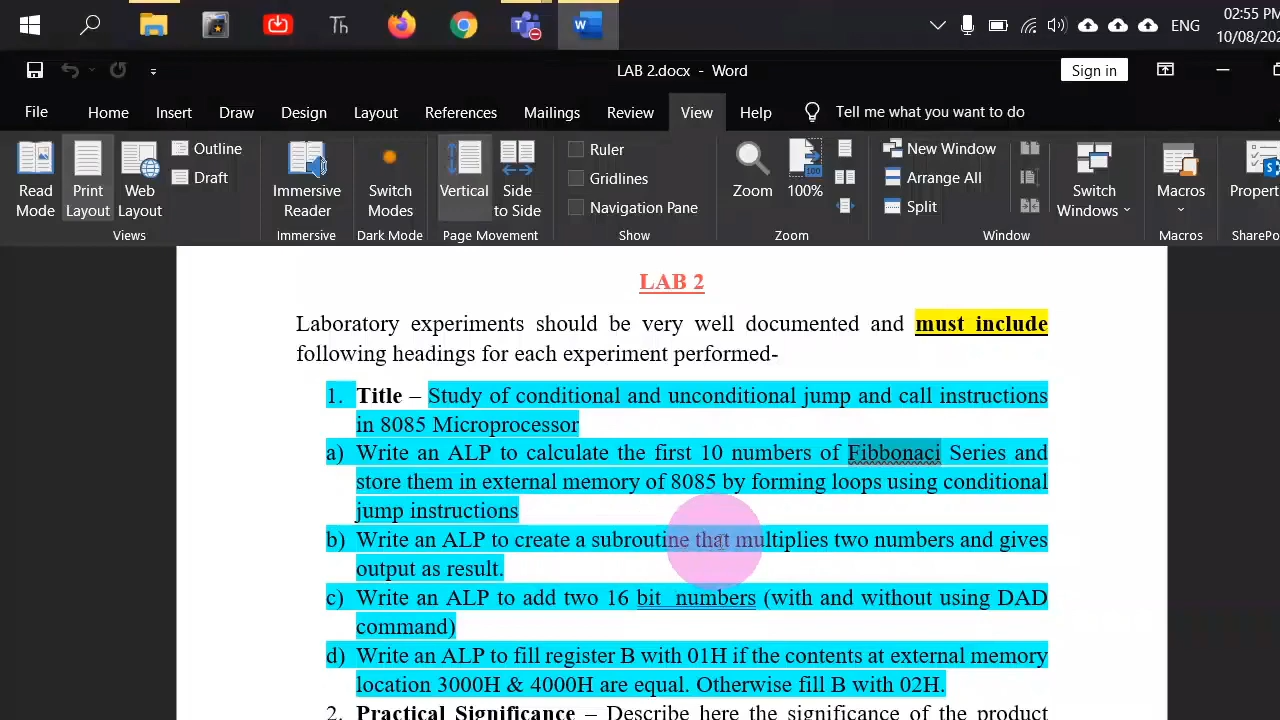 Th
ENG
02:55 PM
10/08/202
LAB 2.docx - Word
Sign in
File Home Insert Draw Design Layout References Mailings Review View Help Tell me what you want to do
Read Mode
Print Layout
Web Layout
Outline
Draft
Views
Immersive Reader
Immersive
Switch Modes
Dark Mode
Vertical
Side to Side
Page Movement
Ruler
Gridlines
Navigation Pane
Show
Zoom
100%
Zoom
New Window
Arrange All
Split
Switch Windows
Window
Macros
Macros
Propert
SharePo
LAB 2
Laboratory experiments should be very well documented and must include
following headings for each experiment performed-
1. Title – Study of conditional and unconditional jump and call instructions
in 8085 Microprocessor
a) Write an ALP to calculate the first 10 numbers of Fibbonaci Series and
store them in external memory of 8085 by forming loops using conditional
jump instructions
b) Write an ALP to create a subroutine that multiplies two numbers and gives
output as result.
c) Write an ALP to add two 16 bit numbers (with and without using DAD
command)
d) Write an ALP to fill register B with 01H if the contents at external memory
location 3000H & 4000H are equal. Otherwise fill B with 02H.
2. Practical Significance – Describe here the significance of the product